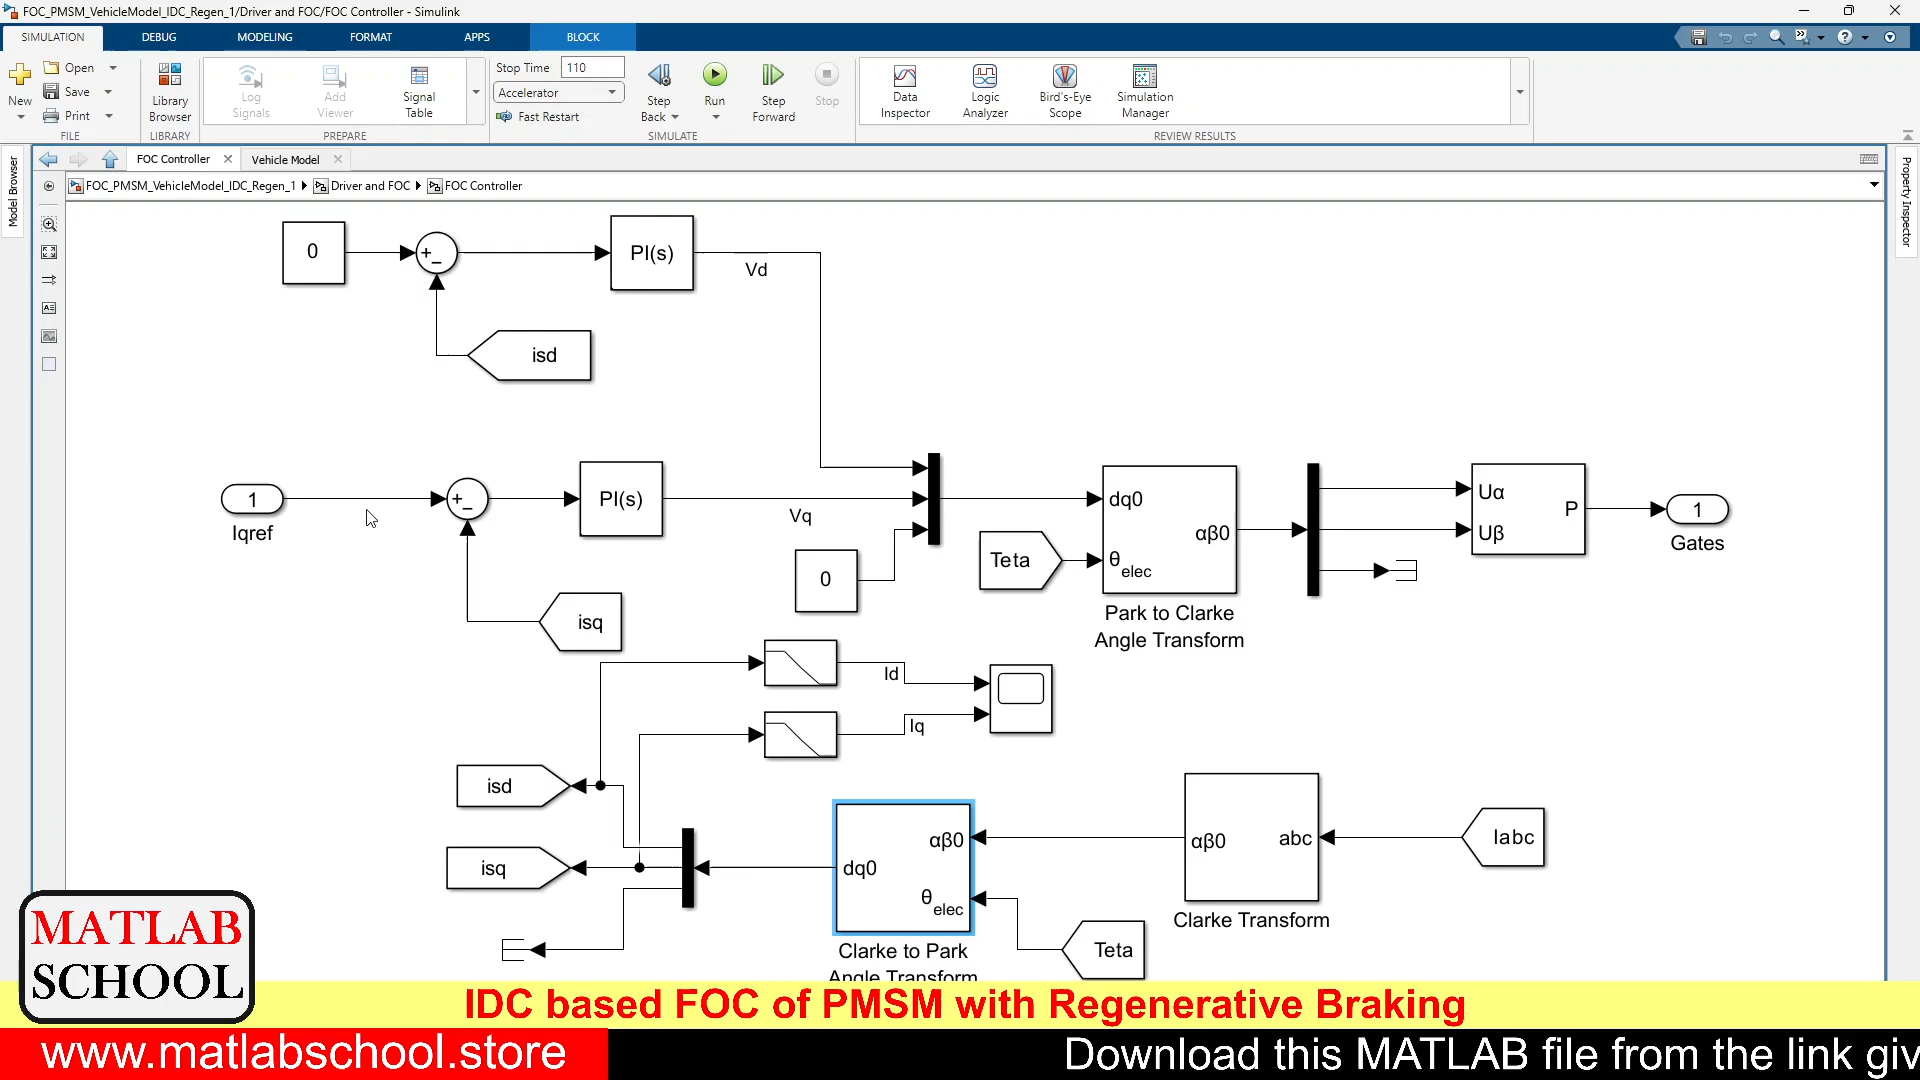 FOC_PMSM_VehicleModel_IDC_Regen_1/Driver and FOC/FOC Controller - Simulink
SIMULATION DEBUG MODELING FORMAT APPS BLOCK
New
Open
Save
Print
FILE
Library
Browser
LIBRARY
Log
Signals
Add
Viewer
Signal
Table
PREPARE
Stop Time 110
Accelerator
Fast Restart
Step
Back
Run
Step
Forward
Stop
SIMULATE
Data
Inspector
Logic
Analyzer
Bird's-Eye
Scope
Simulation
Manager
REVIEW RESULTS
Model Browser
Property Inspector
FOC Controller
Vehicle Model
FOC_PMSM_VehicleModel_IDC_Regen_1 Driver and FOC FOC Controller
0
+
_
PI(s)
Vd
isd
1
Iqref
+
_
PI(s)
Vq
isq
0
Teta
dq0
αβ0
θ elec
Park to Clarke
Angle Transform
Uα
Uβ
P
1
Gates
Id
Iq
isd
isq
αβ0
dq0
θ elec
Clarke to Park
Angle Transform
αβ0
abc
Clarke Transform
Iabc
Teta
MATLAB
SCHOOL
IDC based FOC of PMSM with Regenerative Braking
www.matlabschool.store
Download this MATLAB file from the link giv